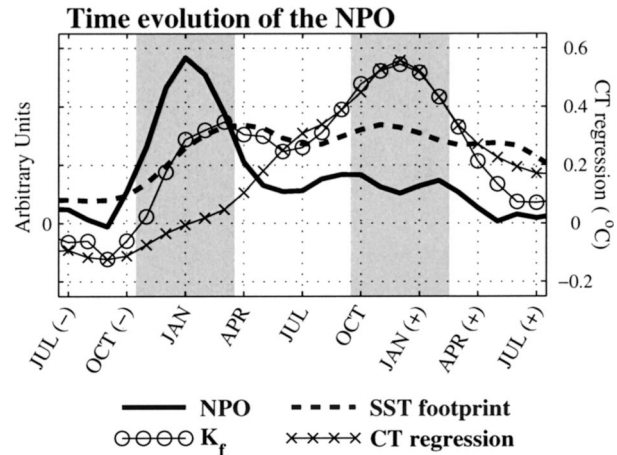 Time evolution of the NPO
Arbitrary Units
0
0.6
0.4
0.2
0
−0.2
CT regression (°C)
JUL (−)
OCT (−)
JAN
APR
JUL
OCT
JAN (+)
APR (+)
JUL (+)
NPO
SST footprint
Kf
CT regression